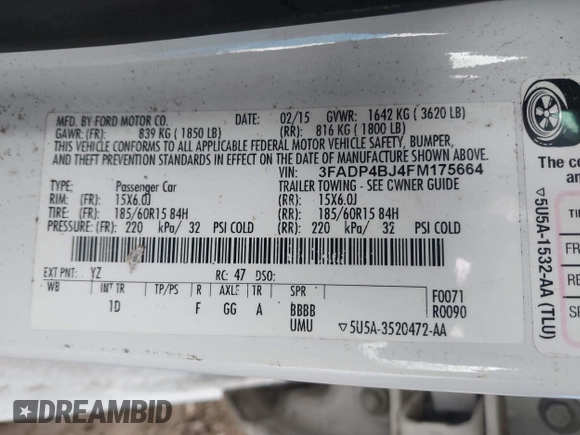 MFD. BY FORD MOTOR CO. DATE: 02/15 GVWR: 1642 KG ( 3620 LB)
GAWR: (FR): 839 KG ( 1850 LB) (RR): 816 KG ( 1800 LB)
THIS VEHICLE CONFORMS TO ALL APPLICABLE FEDERAL MOTOR VEHICLE SAFETY, BUMPER,
AND THEFT PREVENTION STANDARDS IN EFFECT ON THE DATE OF MANUFACTURE SHOWN ABOVE.
VIN: 3FADP4BJ4FM175664
TYPE: Passenger Car TRAILER TOWING - SEE OWNER GUIDE
RIM: (FR): 15X6.0J (RR): 15X6.0J
TIRE: (FR): 185/60R15 84H (RR): 185/60R15 84H
PRESSURE: (FR): 220 kPa/ 32 PSI COLD (RR): 220 kPa/ 32 PSI COLD
EXT PNT: YZ RC: 47 DSO:
WB INT TR TP/PS R AXLE TR SPR F0071
1D F GG A BBBB R0090
UMU ▽5U5A-3520472-AA
▽5U5A-1532-AA (TLU)
The co
acce
TI
FR
RE
SP
DREAMBID